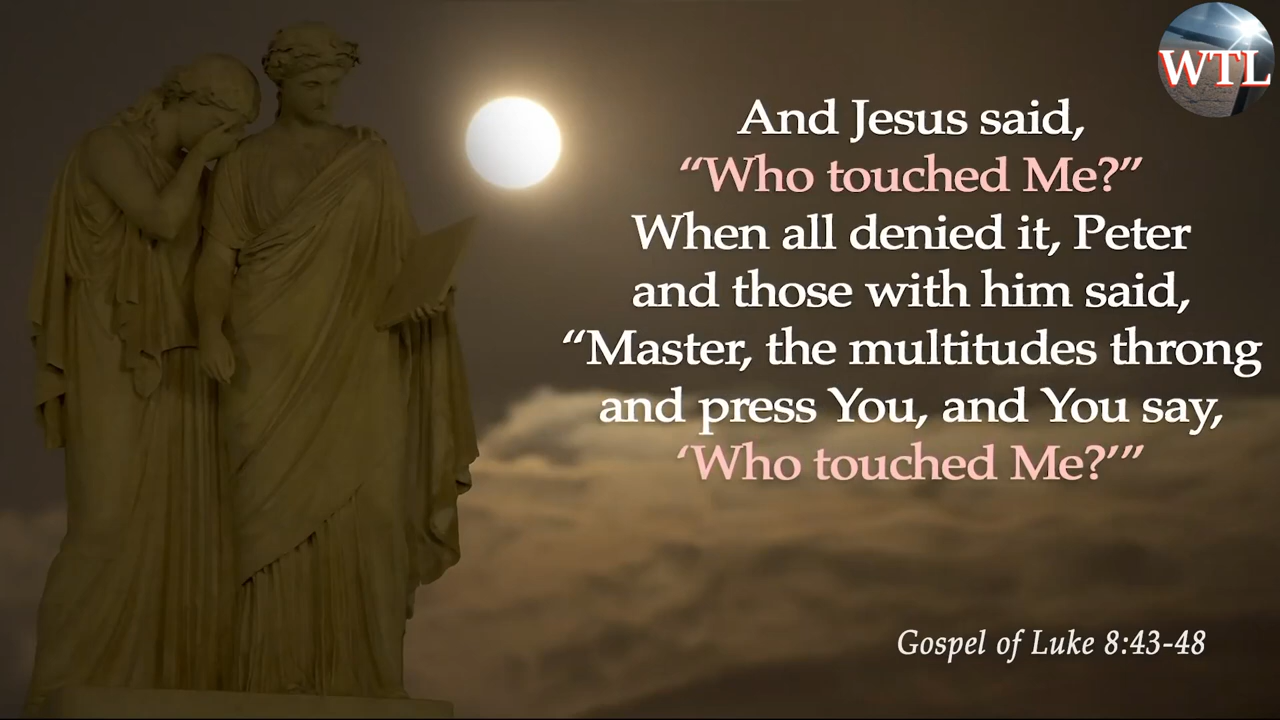 WTL
And Jesus said,
“Who touched Me?”
When all denied it, Peter
and those with him said,
“Master, the multitudes throng
and press You, and You say,
‘Who touched Me?’”
Gospel of Luke 8:43-48